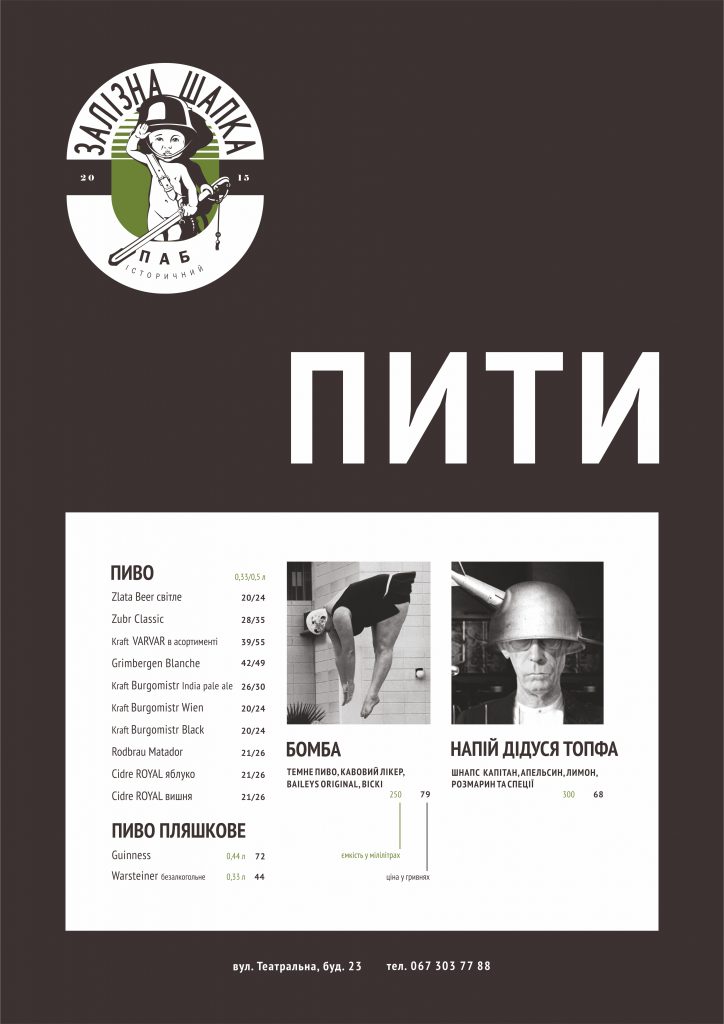 ЗАЛІЗНА ШАПКА
20 15
ПАБ
ІСТОРИЧНИЙ
ПИТИ
ПИВО 0,33/0,5 л
Zlata Beer світле 20/24
Zubr Classic 28/35
Kraft VARVAR в асортименті 39/55
Grimbergen Blanche 42/49
Kraft Burgomistr India pale ale 26/30
Kraft Burgomistr Wien 20/24
Kraft Burgomistr Black 20/24
Rodbrau Matador 21/26
Cidre ROYAL яблуко 21/26
Cidre ROYAL вишня 21/26
ПИВО ПЛЯШКОВЕ
Guinness 0,44 л 72
Warsteiner безалкогольне 0,33 л 44
БОМБА
ТЕМНЕ ПИВО, КАВОВИЙ ЛІКЕР,
BAILEYS ORIGINAL, ВІСКІ
250 79
ємкість у мілілітрах
ціна у гривнях
НАПІЙ ДІДУСЯ ТОПФА
ШНАПС КАПІТАН, АПЕЛЬСИН, ЛИМОН,
РОЗМАРИН ТА СПЕЦІЇ
300 68
вул. Театральна, буд. 23 тел. 067 303 77 88